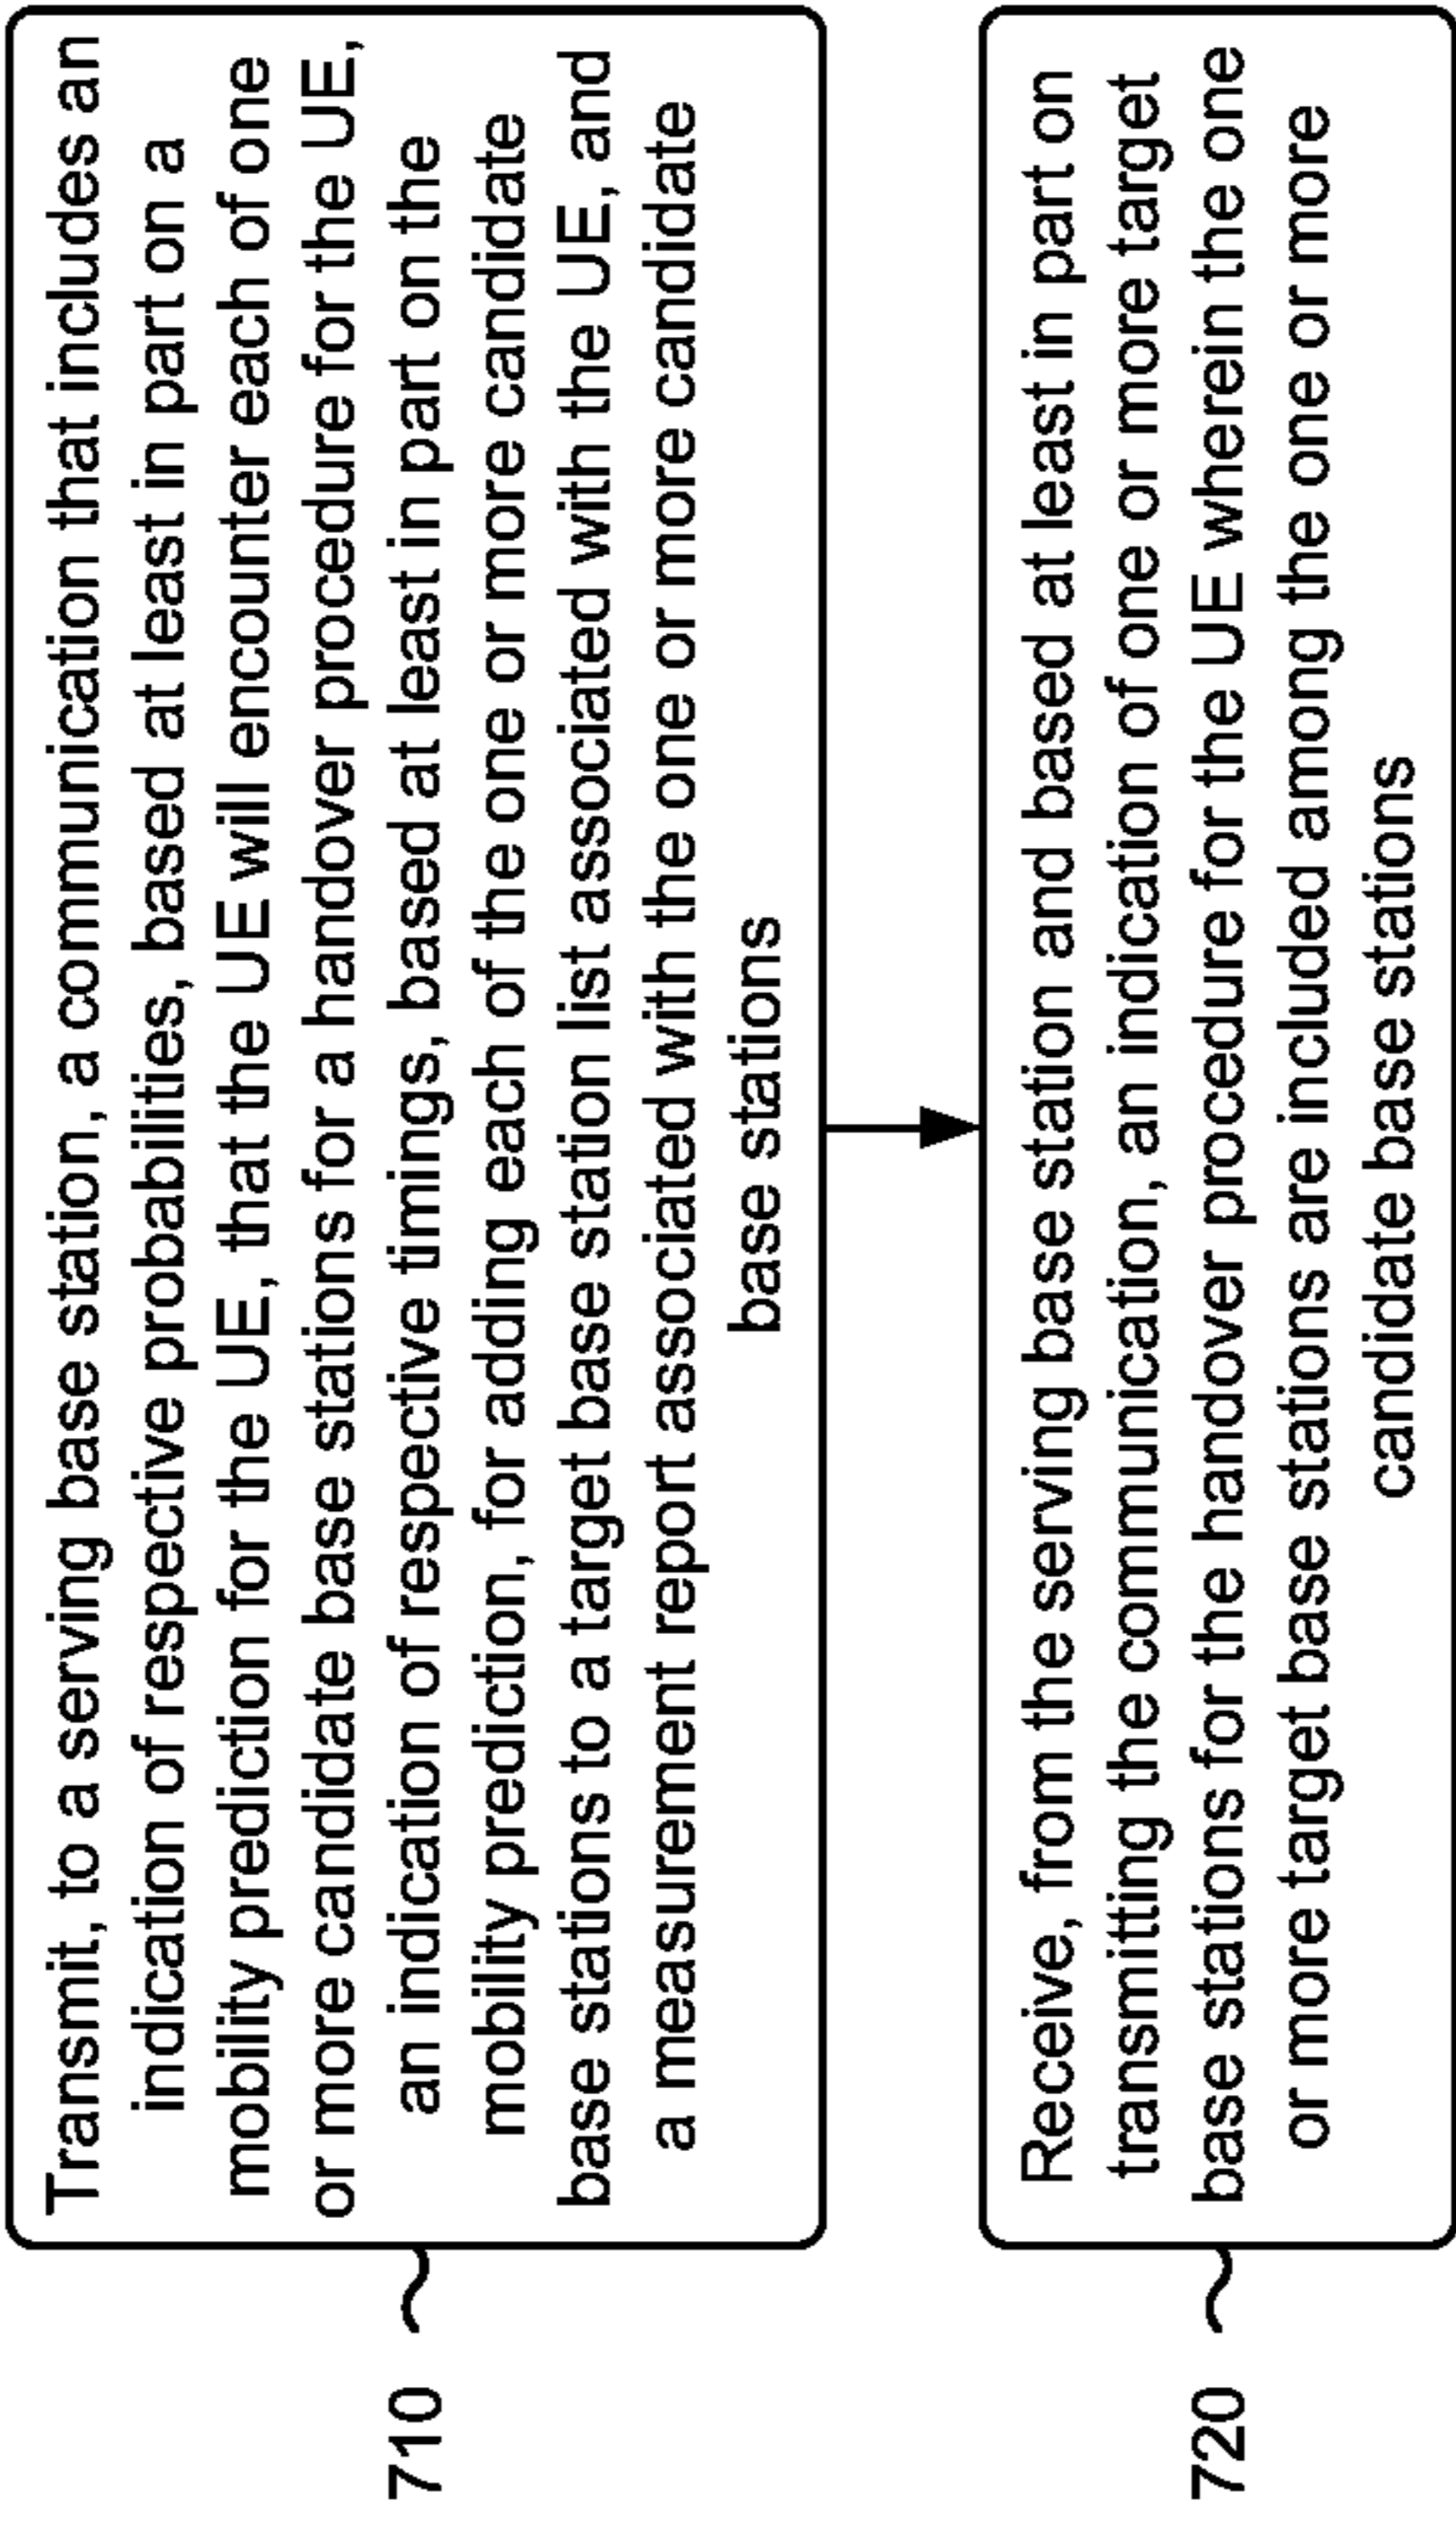 Transmit, to a serving base station, a communication that includes an
indication of respective probabilities, based at least in part on a
mobility prediction for the UE, that the UE will encounter each of one
or more candidate base stations for a handover procedure for the UE,
an indication of respective timings, based at least in part on the
mobility prediction, for adding each of the one or more candidate
base stations to a target base station list associated with the UE, and
a measurement report associated with the one or more candidate
base stations
710
Receive, from the serving base station and based at least in part on
transmitting the communication, an indication of one or more target
base stations for the handover procedure for the UE wherein the one
or more target base stations are included among the one or more
candidate base stations
720